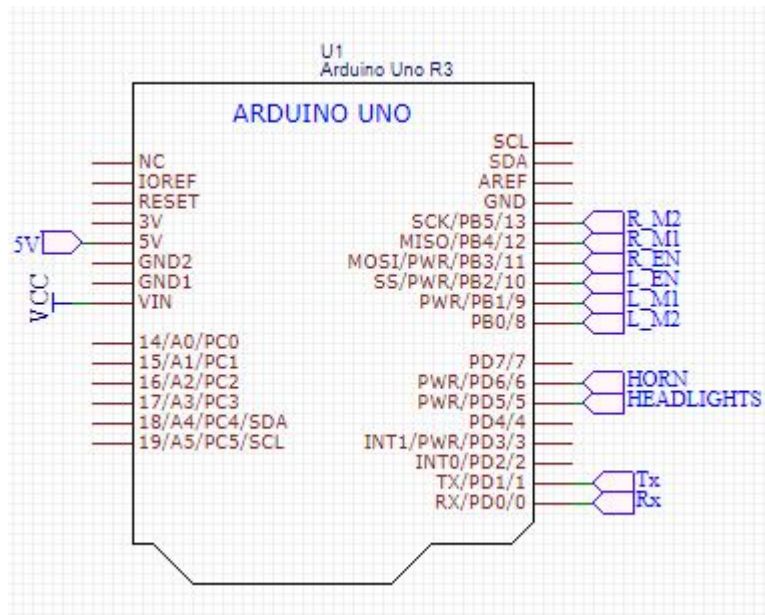 U1
Arduino Uno R3
ARDUINO UNO
SCL
NC SDA
IOREF AREF
RESET GND
3V SCK/PB5/13 R_M2
5V 5V MISO/PB4/12 R_M1
GND2 MOSI/PWR/PB3/11 R_EN
GND1 SS/PWR/PB2/10 L_EN
VCC VIN PWR/PB1/9 L_M1
PB0/8 L_M2
14/A0/PC0
15/A1/PC1 PD7/7
16/A2/PC2 PWR/PD6/6 HORN
17/A3/PC3 PWR/PD5/5 HEADLIGHTS
18/A4/PC4/SDA PD4/4
19/A5/PC5/SCL INT1/PWR/PD3/3
INT0/PD2/2
TX/PD1/1 Tx
RX/PD0/0 Rx